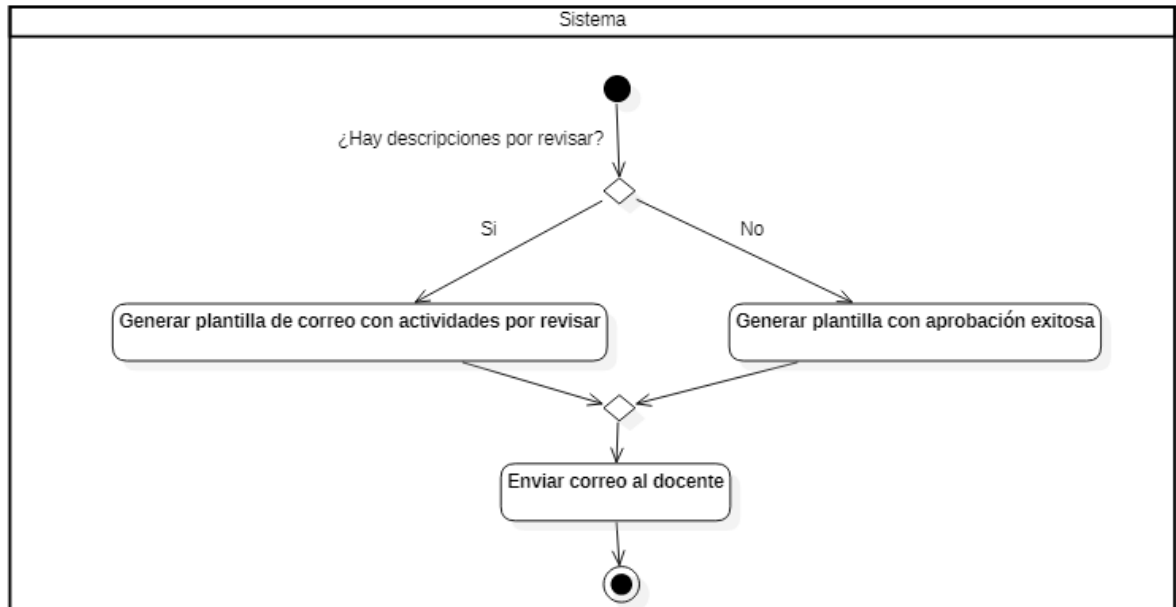 Sistema
¿Hay descripciones por revisar?
Si
No
Generar plantilla de correo con actividades por revisar
Generar plantilla con aprobación exitosa
Enviar correo al docente